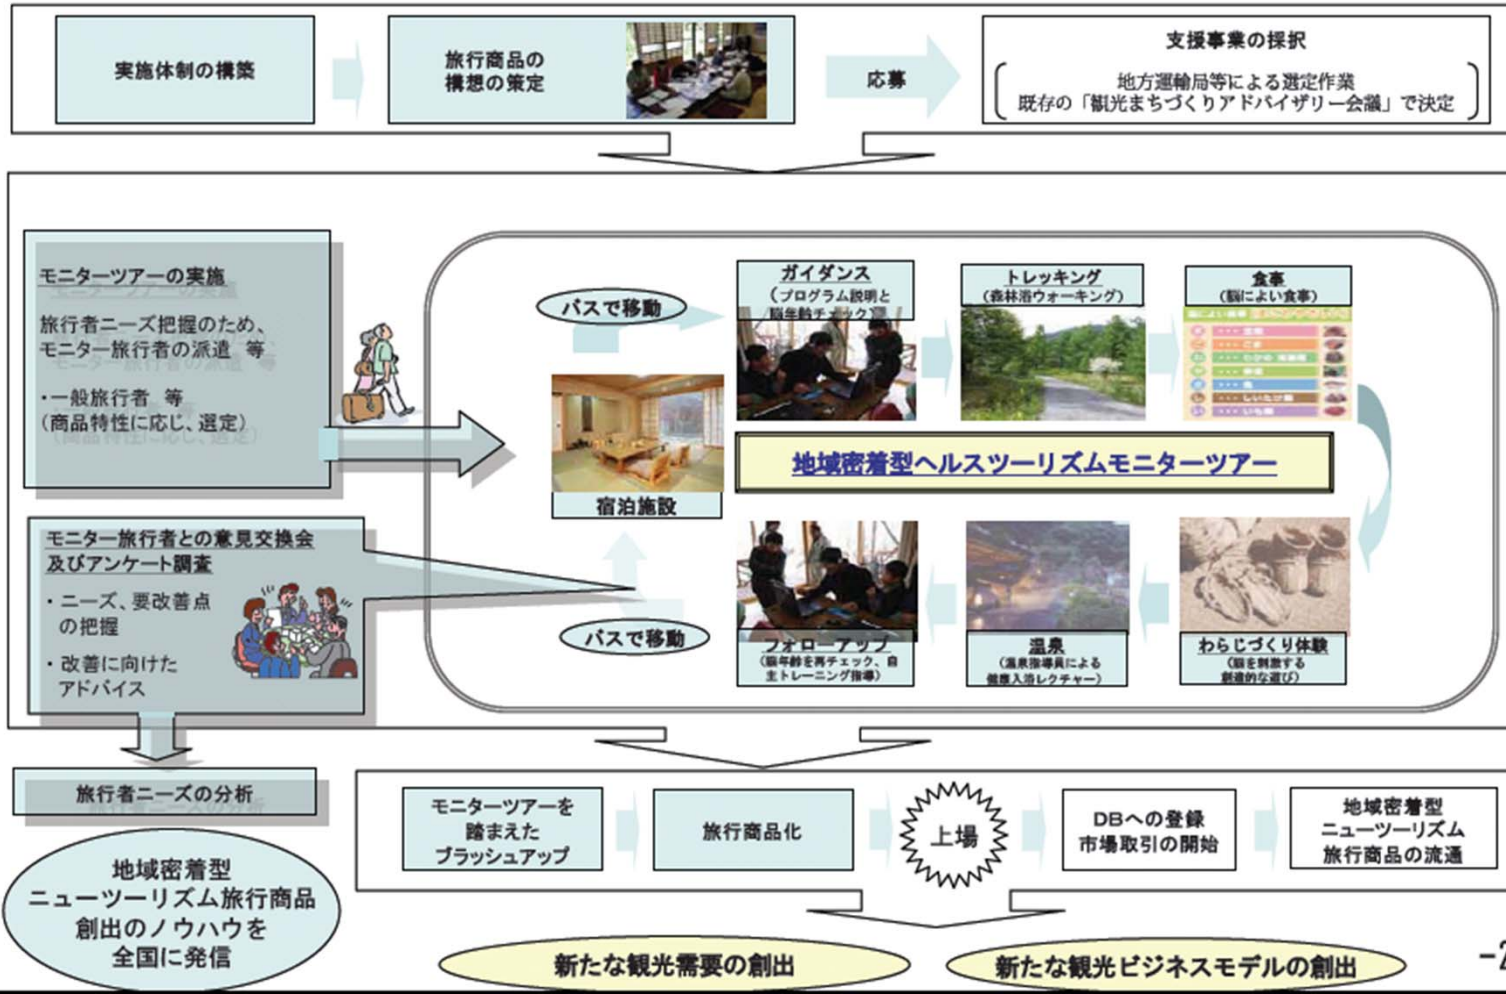 実施体制の構築
旅行商品の
構想の策定
応募
支援事業の採択
地方運輸局等による選定作業
既存の「観光まちづくりアドバイザリー会議」で決定
モニターツアーの実施
旅行者ニーズ把握のため、
モニター旅行者の派遣 等
・一般旅行者 等
(商品特性に応じ、選定)
バスで移動
ガイダンス
(プログラム説明と
脳年齢チェック)
トレッキング
(森林浴ウォーキング)
食事
(脳によい食事)
宿泊施設
地域密着型ヘルスツーリズムモニターツアー
モニター旅行者との意見交換会
及びアンケート調査
・ニーズ、要改善点
の把握
・改善に向けた
アドバイス
バスで移動
フォローアップ
(脳年齢を再チェック、自
主トレーニング指導)
温泉
(温泉指導員による
健康入浴レクチャー)
わらじづくり体験
(脳を刺激する
創造的な遊び)
旅行者ニーズの分析
地域密着型
ニューツーリズム旅行商品
創出のノウハウを
全国に発信
モニターツアーを
踏まえた
ブラッシュアップ
旅行商品化
上場
DBへの登録
市場取引の開始
地域密着型
ニューツーリズム
旅行商品の流通
新たな観光需要の創出
新たな観光ビジネスモデルの創出
-2